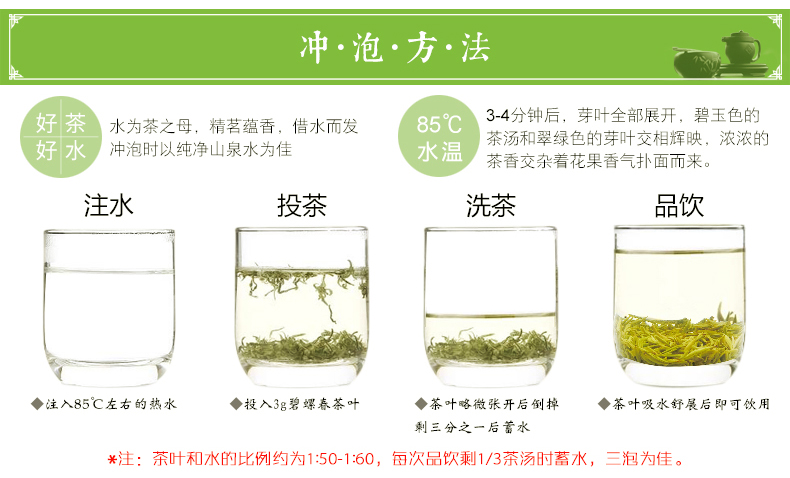 冲·泡·方·法
好茶
好水
水为茶之母，精茗蕴香，借水而发
冲泡时以纯净山泉水为佳
85℃
水温
3-4分钟后，芽叶全部展开，碧玉色的
茶汤和翠绿色的芽叶交相辉映，浓浓的
茶香交杂着花果香气扑面而来。
注水
投茶
洗茶
品饮
◆注入85℃左右的热水
◆投入3g碧螺春茶叶
◆茶叶略微张开后倒掉
剩三分之一后蓄水
◆茶叶吸水舒展后即可饮用
*注：茶叶和水的比例约为1:50-1:60，每次品饮剩1/3茶汤时蓄水，三泡为佳。